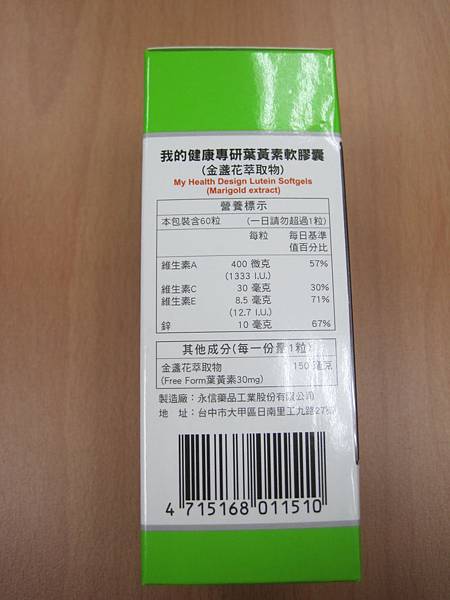 我的健康專研葉黃素軟膠囊
(金盞花萃取物)
My Health Design Lutein Softgels
(Marigold extract)
營養標示
本包裝含60粒 (一日請勿超過1粒)
每粒 每日基準
值百分比
維生素A 400 微克 57%
(1333 I.U.)
維生素C 30 毫克 30%
維生素E 8.5 毫克 71%
(12.7 I.U.)
鋅 10 毫克 67%
其他成分(每一份量1粒)
金盞花萃取物 150 毫克
(Free Form葉黃素30mg)
製造廠：永信藥品工業股份有限公司
地 址：台中市大甲區日南里工九路27號
4 715168 011510